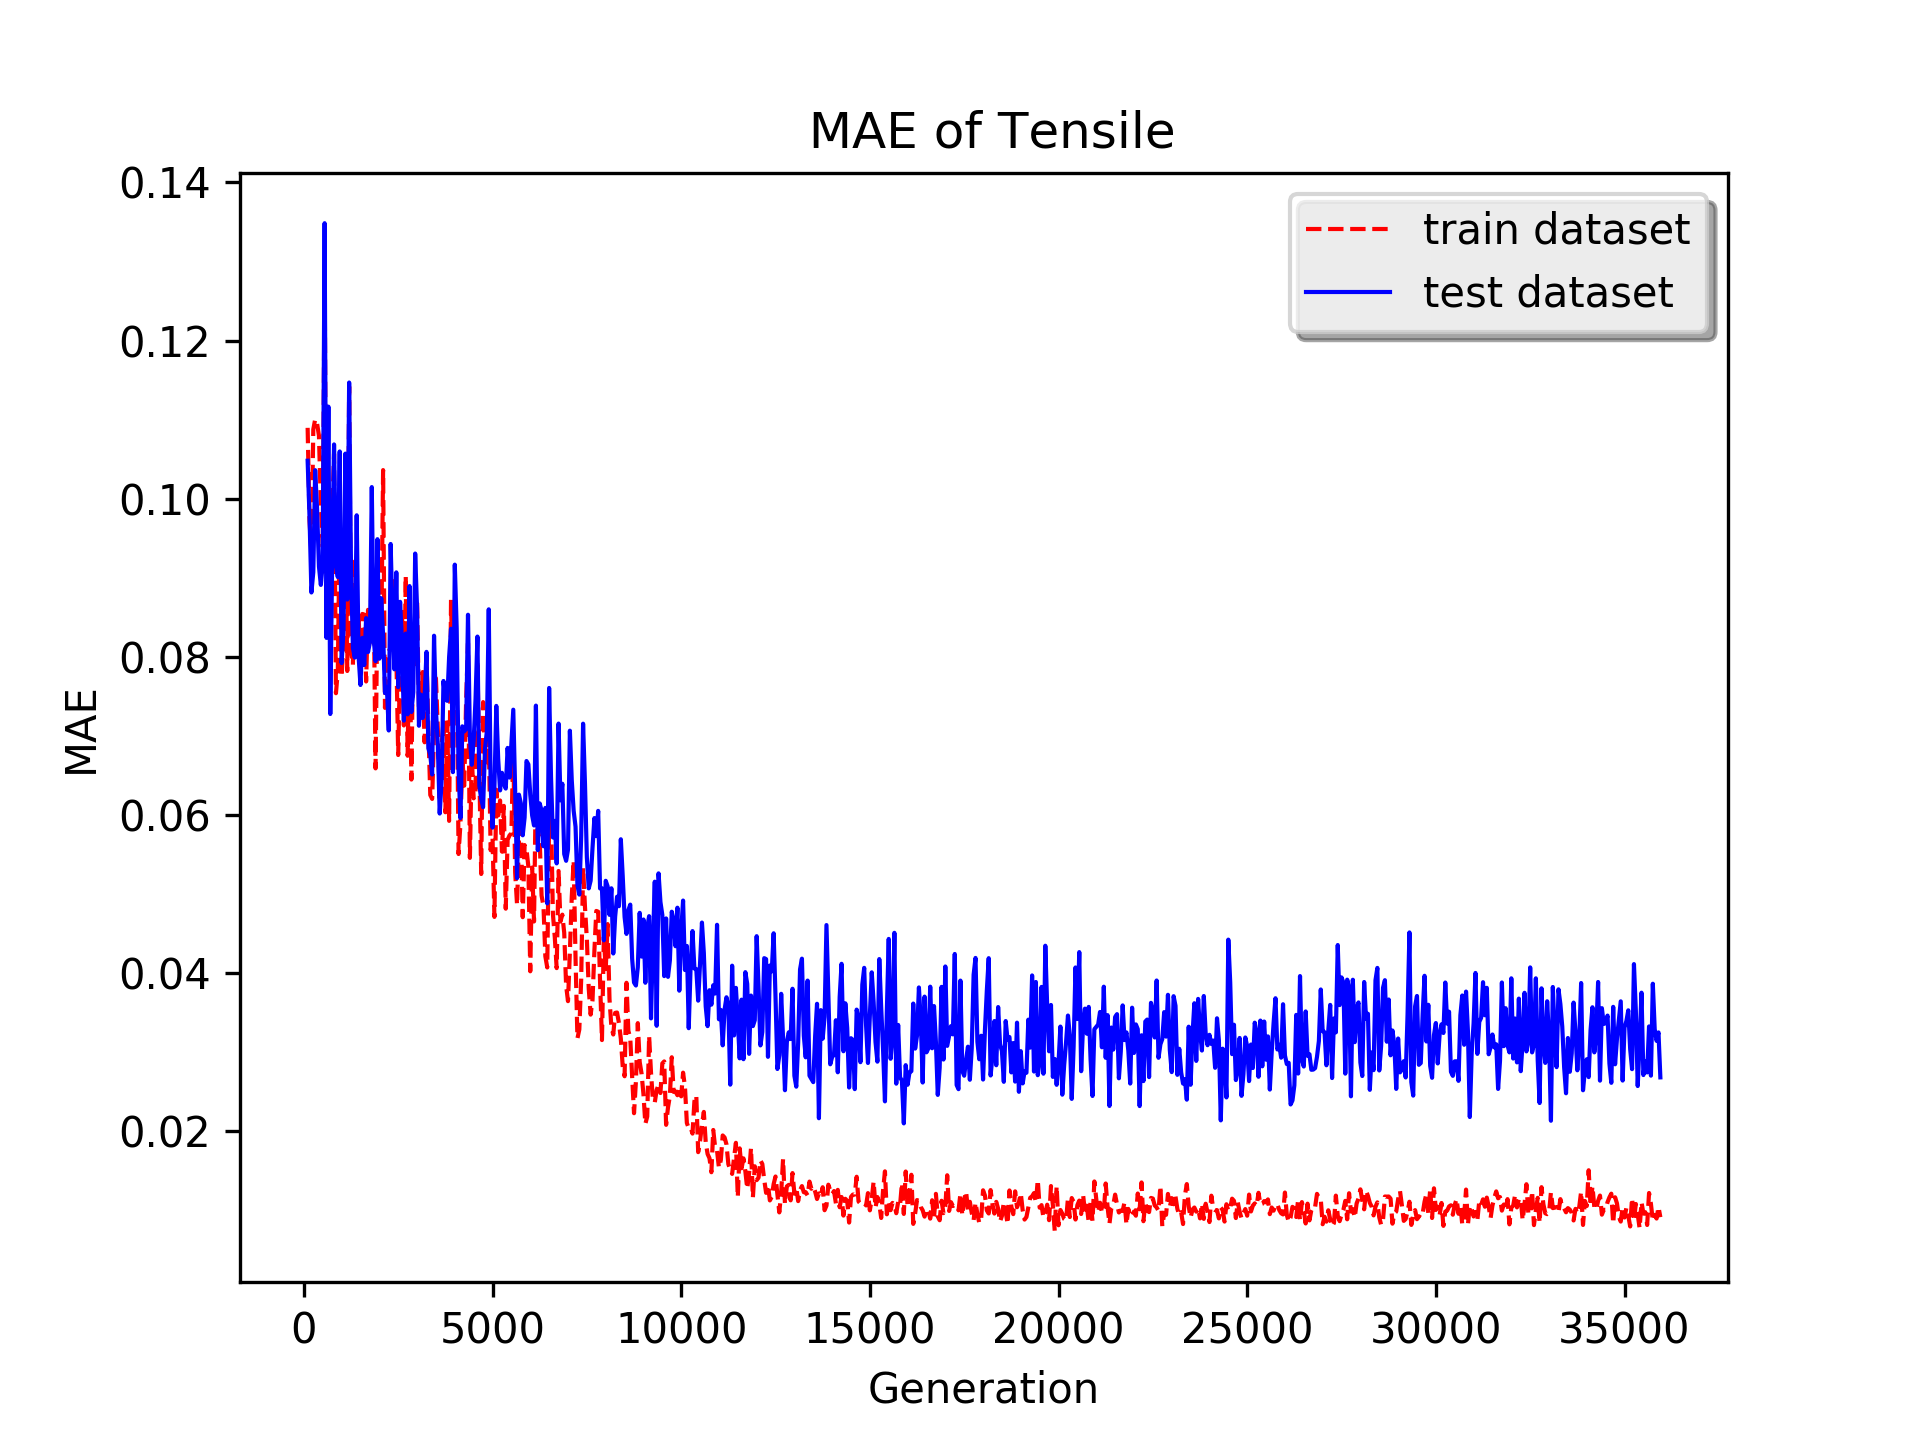 MAE of Tensile
train dataset
test dataset
0.14
0.12
0.10
0.08
0.06
0.04
0.02
MAE
0 5000 10000 15000 20000 25000 30000 35000
Generation